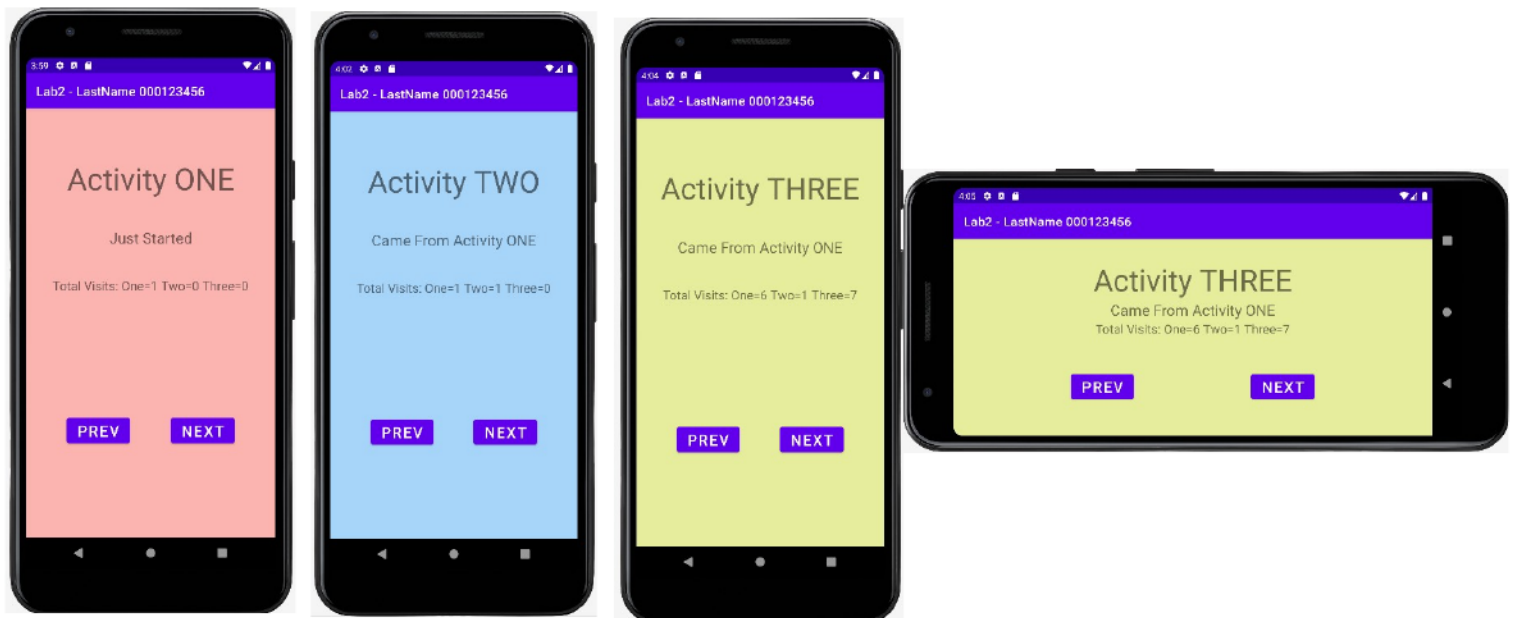 3:59
Lab2 - LastName 000123456
Activity ONE
Just Started
Total Visits: One=1 Two=0 Three=0
PREV NEXT
4:02
Lab2 - LastName 000123456
Activity TWO
Came From Activity ONE
Total Visits: One=1 Two=1 Three=0
PREV NEXT
4:04
Lab2 - LastName 000123456
Activity THREE
Came From Activity ONE
Total Visits: One=6 Two=1 Three=7
PREV NEXT
4:05
Lab2 - LastName 000123456
Activity THREE
Came From Activity ONE
Total Visits: One=6 Two=1 Three=7
PREV NEXT